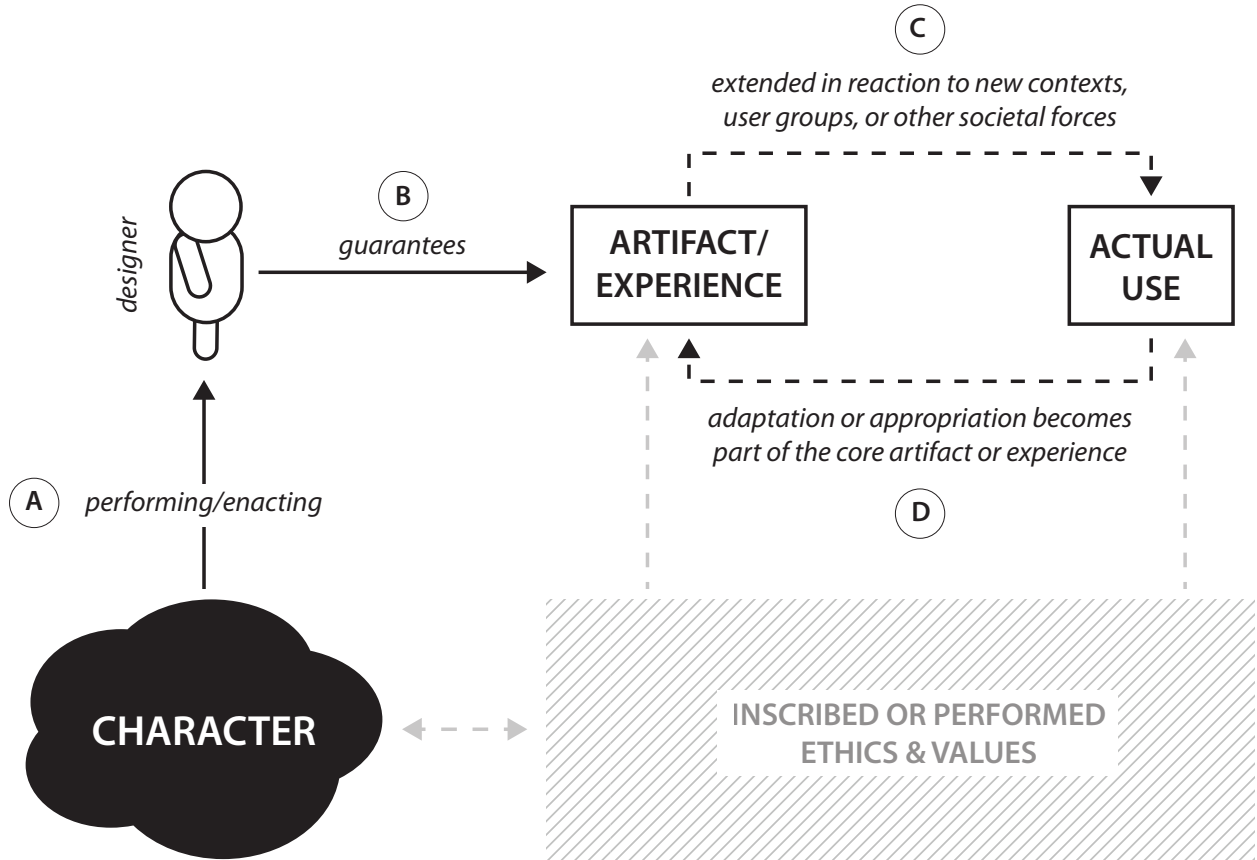 C
extended in reaction to new contexts,
user groups, or other societal forces
B
guarantees
designer
ARTIFACT/
EXPERIENCE
ACTUAL
USE
adaptation or appropriation becomes
part of the core artifact or experience
A
performing/enacting
D
CHARACTER
INSCRIBED OR PERFORMED
ETHICS & VALUES